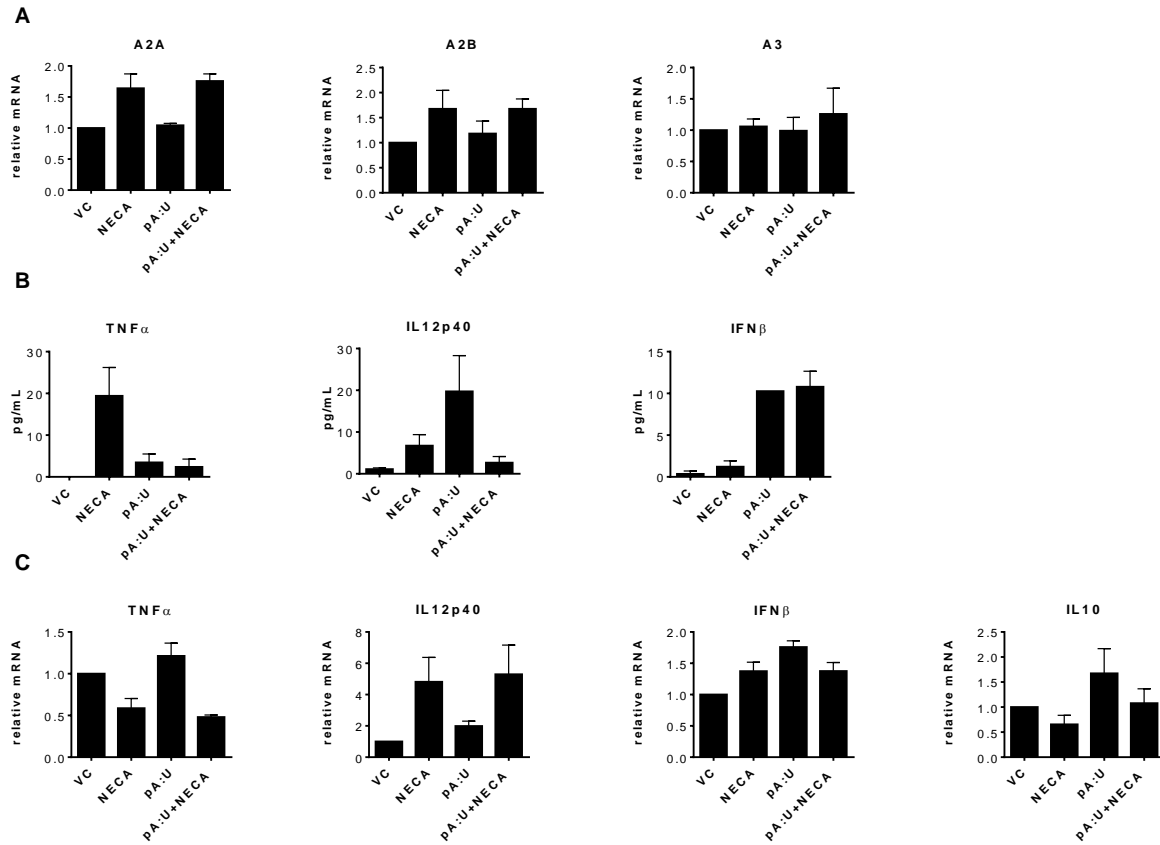 A
A2A
A2B
A3
relative mRNA
2.0
1.5
1.0
0.5
0.0
VC
NECA
pA:U
pA:U+NECA
relative mRNA
2.5
2.0
1.5
1.0
0.5
0.0
VC
NECA
pA:U
pA:U+NECA
relative mRNA
2.0
1.5
1.0
0.5
0.0
VC
NECA
pA:U
pA:U+NECA
B
TNFα
IL12p40
IFNβ
pg/mL
30
20
10
0
VC
NECA
pA:U
pA:U+NECA
pg/mL
30
20
10
0
VC
NECA
pA:U
pA:U+NECA
pg/mL
15
10
5
0
VC
NECA
pA:U
pA:U+NECA
C
TNFα
IL12p40
IFNβ
IL10
relative mRNA
1.5
1.0
0.5
0.0
VC
NECA
pA:U
pA:U+NECA
relative mRNA
8
6
4
2
0
VC
NECA
pA:U
pA:U+NECA
relative mRNA
2.0
1.5
1.0
0.5
0.0
VC
NECA
pA:U
pA:U+NECA
relative mRNA
2.5
2.0
1.5
1.0
0.5
0.0
VC
NECA
pA:U
pA:U+NECA